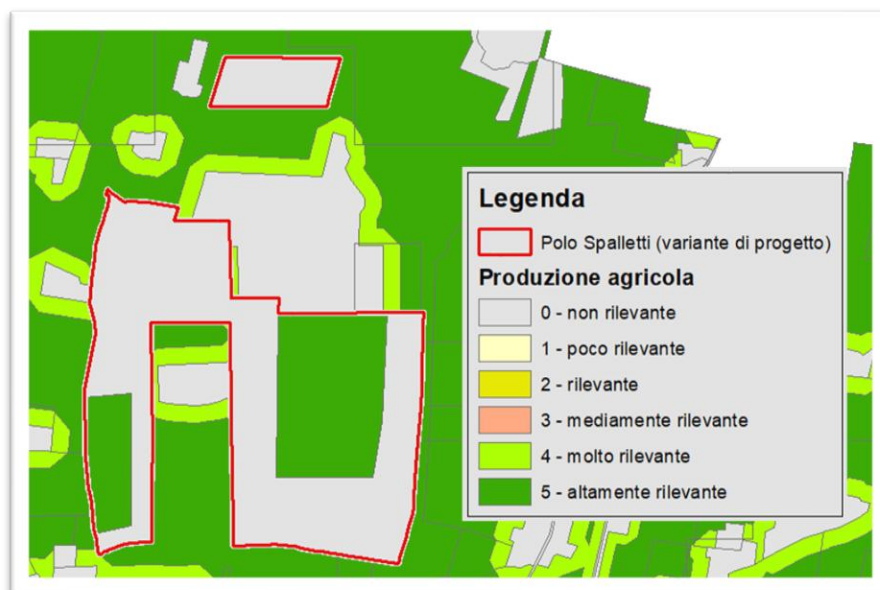 Legenda
Polo Spalletti (variante di progetto)
Produzione agricola
0 - non rilevante
1 - poco rilevante
2 - rilevante
3 - mediamente rilevante
4 - molto rilevante
5 - altamente rilevante